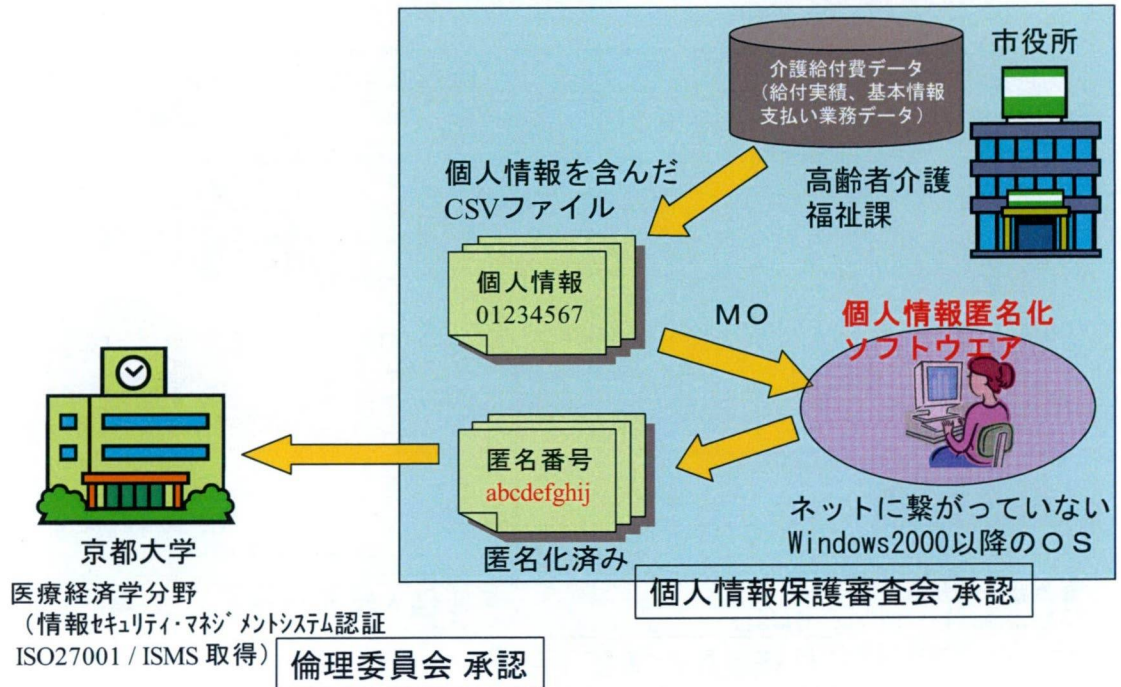 市役所
介護給付費データ
(給付実績、基本情報
支払い業務データ)
高齢者介護
福祉課
個人情報を含んだ
CSVファイル
個人情報
01234567
ＭＯ
個人情報匿名化
ソフトウエア
ネットに繋がっていない
Windows2000以降のＯＳ
匿名番号
abcdefghij
匿名化済み
個人情報保護審査会 承認
京都大学
医療経済学分野
(情報ｾｷｭﾘﾃｨ・ﾏﾈｼﾞﾒﾝﾄｼｽﾃﾑ認証
ISO27001 / ISMS 取得)
倫理委員会 承認